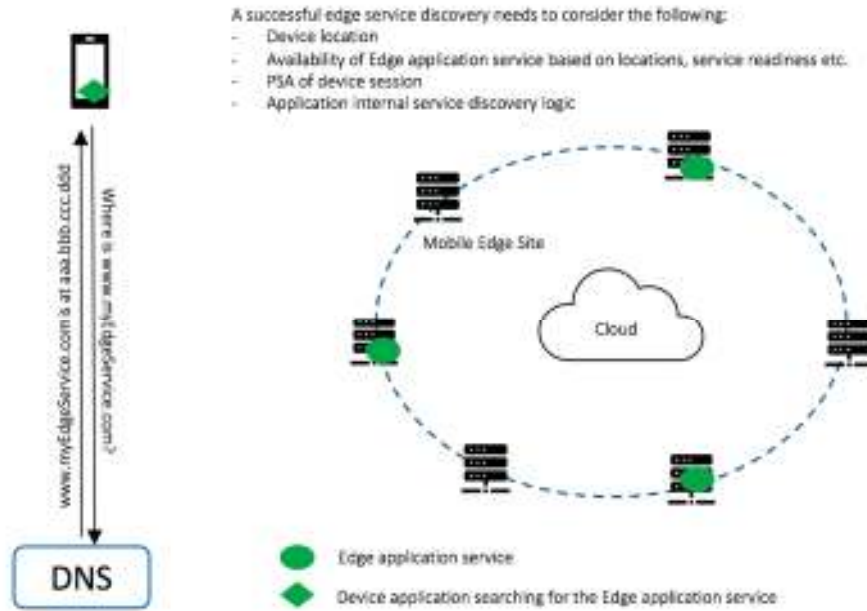 A successful edge service discovery needs to consider the following:
- Device location
- Availability of Edge application service based on locations, service readiness etc.
- PSA of device session
- Application internal service discovery logic
www.myEdgeService.com is at aaa.bbb.ccc.ddd
Where is www.myEdgeService.com?
Mobile Edge Site
Cloud
DNS
Edge application service
Device application searching for the Edge application service